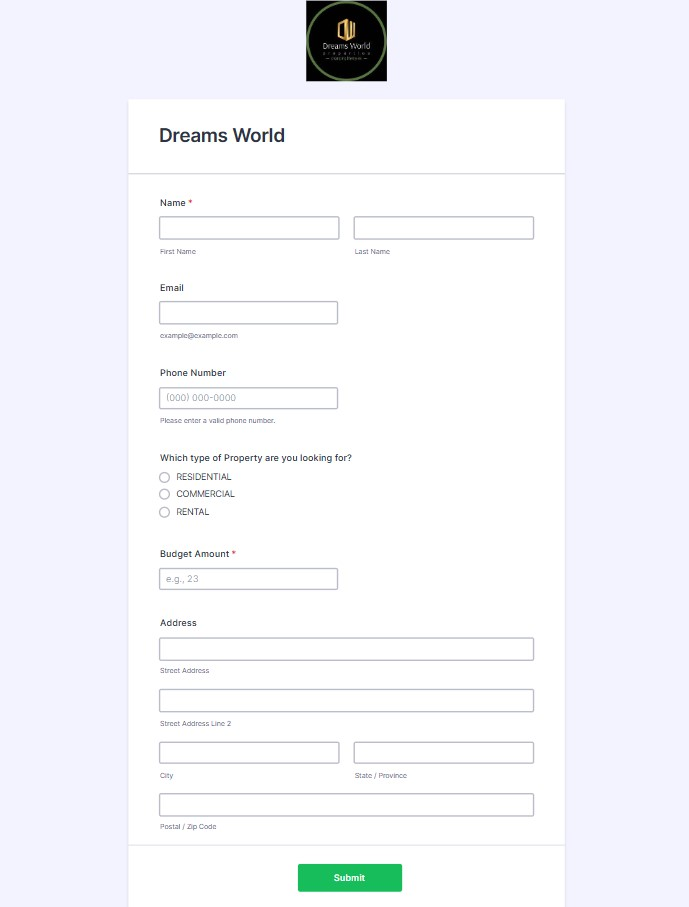 Dreams World
Dreams World
Name *
First Name
Last Name
Email
example@example.com
Phone Number
(000) 000-0000
Please enter a valid phone number.
Which type of Property are you looking for?
RESIDENTIAL
COMMERCIAL
RENTAL
Budget Amount *
e.g., 23
Address
Street Address
Street Address Line 2
City
State / Province
Postal / Zip Code
Submit